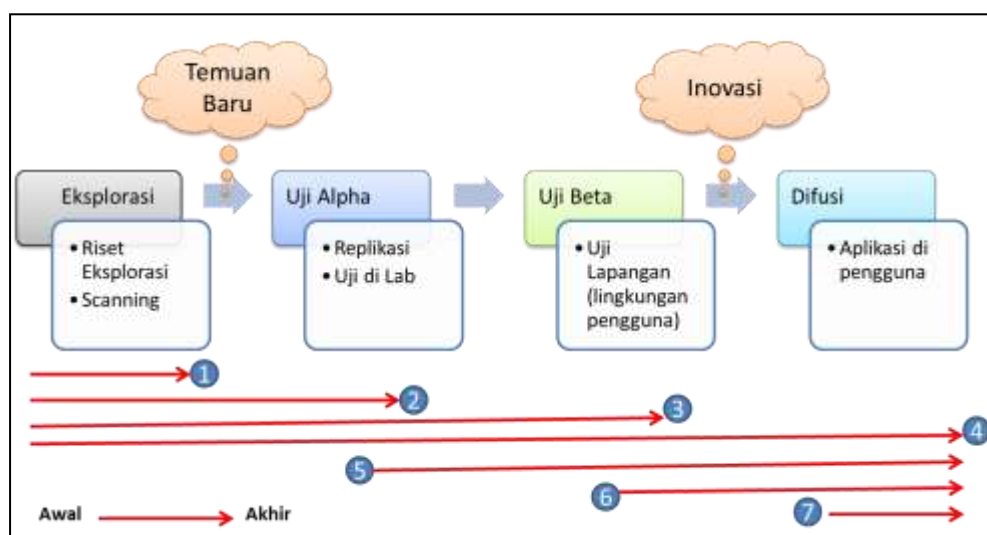 Temuan
Baru
Inovasi
Eksplorasi
Uji Alpha
Uji Beta
Difusi
• Riset
Eksplorasi
• Scanning
• Replikasi
• Uji di Lab
• Uji
Lapangan
(lingkungan
pengguna)
• Aplikasi di
pengguna
1
2
3
4
5
6
7
Awal
Akhir